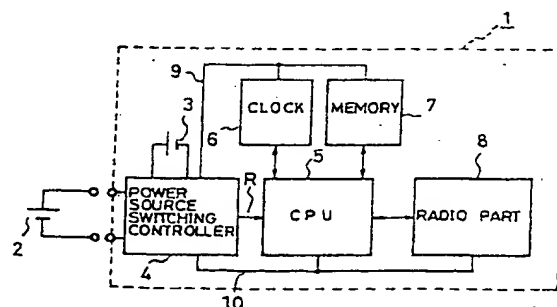 1
9
3
CLOCK
MEMORY
7
6
8
5
R
POWER
SOURCE
SWITCHING
CONTROLLER
CPU
RADIO PART
2
4
10